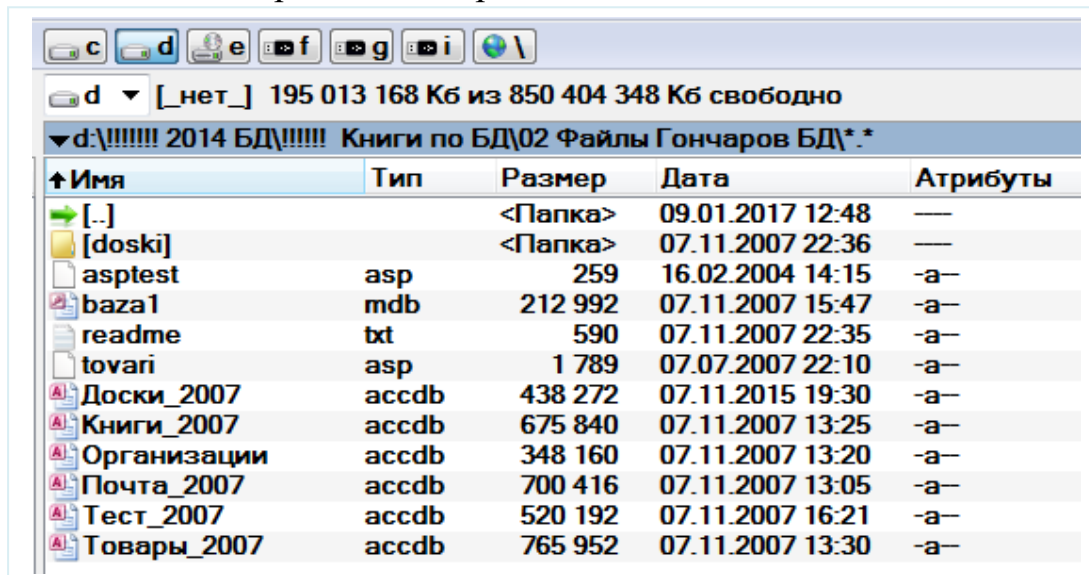 c d e f g i \
d [_нет_] 195 013 168 Кб из 850 404 348 Кб свободно
d:\!!!!!!! 2014 БД\!!!!!! Книги по БД\02 Файлы Гончаров БД\*.*
Имя Тип Размер Дата Атрибуты
[..] <Папка> 09.01.2017 12:48 ----
[doski] <Папка> 07.11.2007 22:36 ----
asptest asp 259 16.02.2004 14:15 -a--
baza1 mdb 212 992 07.11.2007 15:47 -a--
readme txt 590 07.11.2007 22:35 -a--
tovari asp 1 789 07.07.2007 22:10 -a--
Доски_2007 accdb 438 272 07.11.2015 19:30 -a--
Книги_2007 accdb 675 840 07.11.2007 13:25 -a--
Организации accdb 348 160 07.11.2007 13:20 -a--
Почта_2007 accdb 700 416 07.11.2007 13:05 -a--
Тест_2007 accdb 520 192 07.11.2007 16:21 -a--
Товары_2007 accdb 765 952 07.11.2007 13:30 -a--